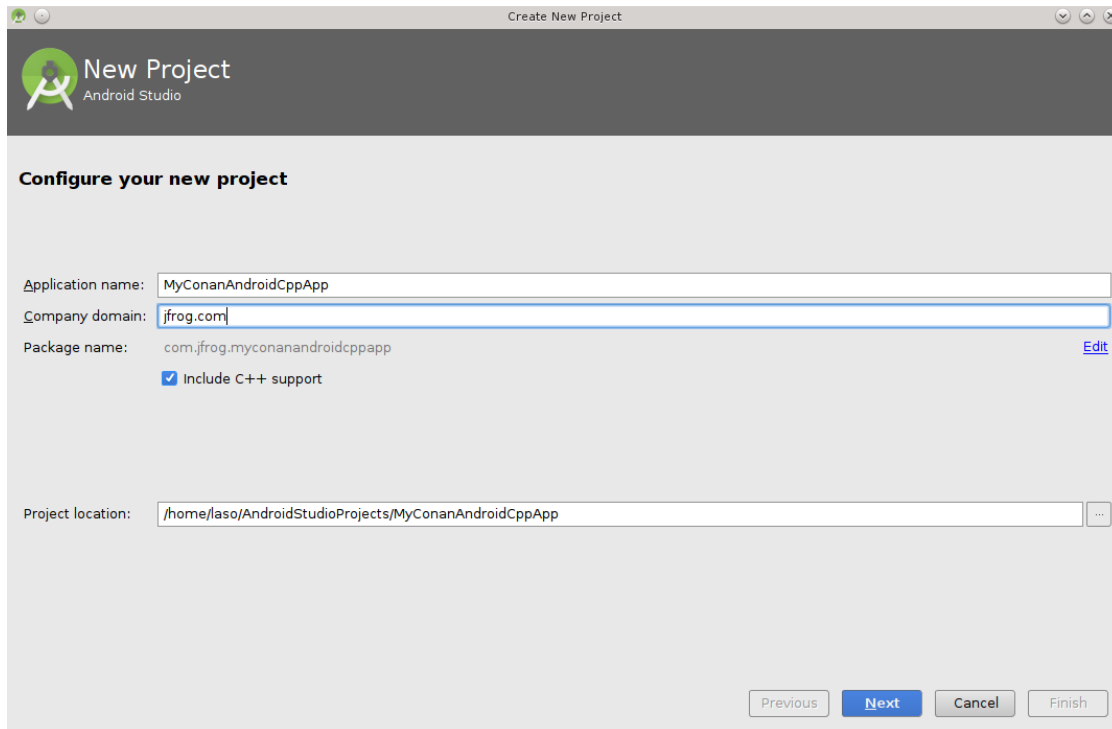 Create New Project
New Project
Android Studio
Configure your new project
Application name: MyConanAndroidCppApp
Company domain: jfrog.com
Package name: com.jfrog.myconanandroidcppapp Edit
Include C++ support
Project location: /home/laso/AndroidStudioProjects/MyConanAndroidCppApp ...
Previous Next Cancel Finish